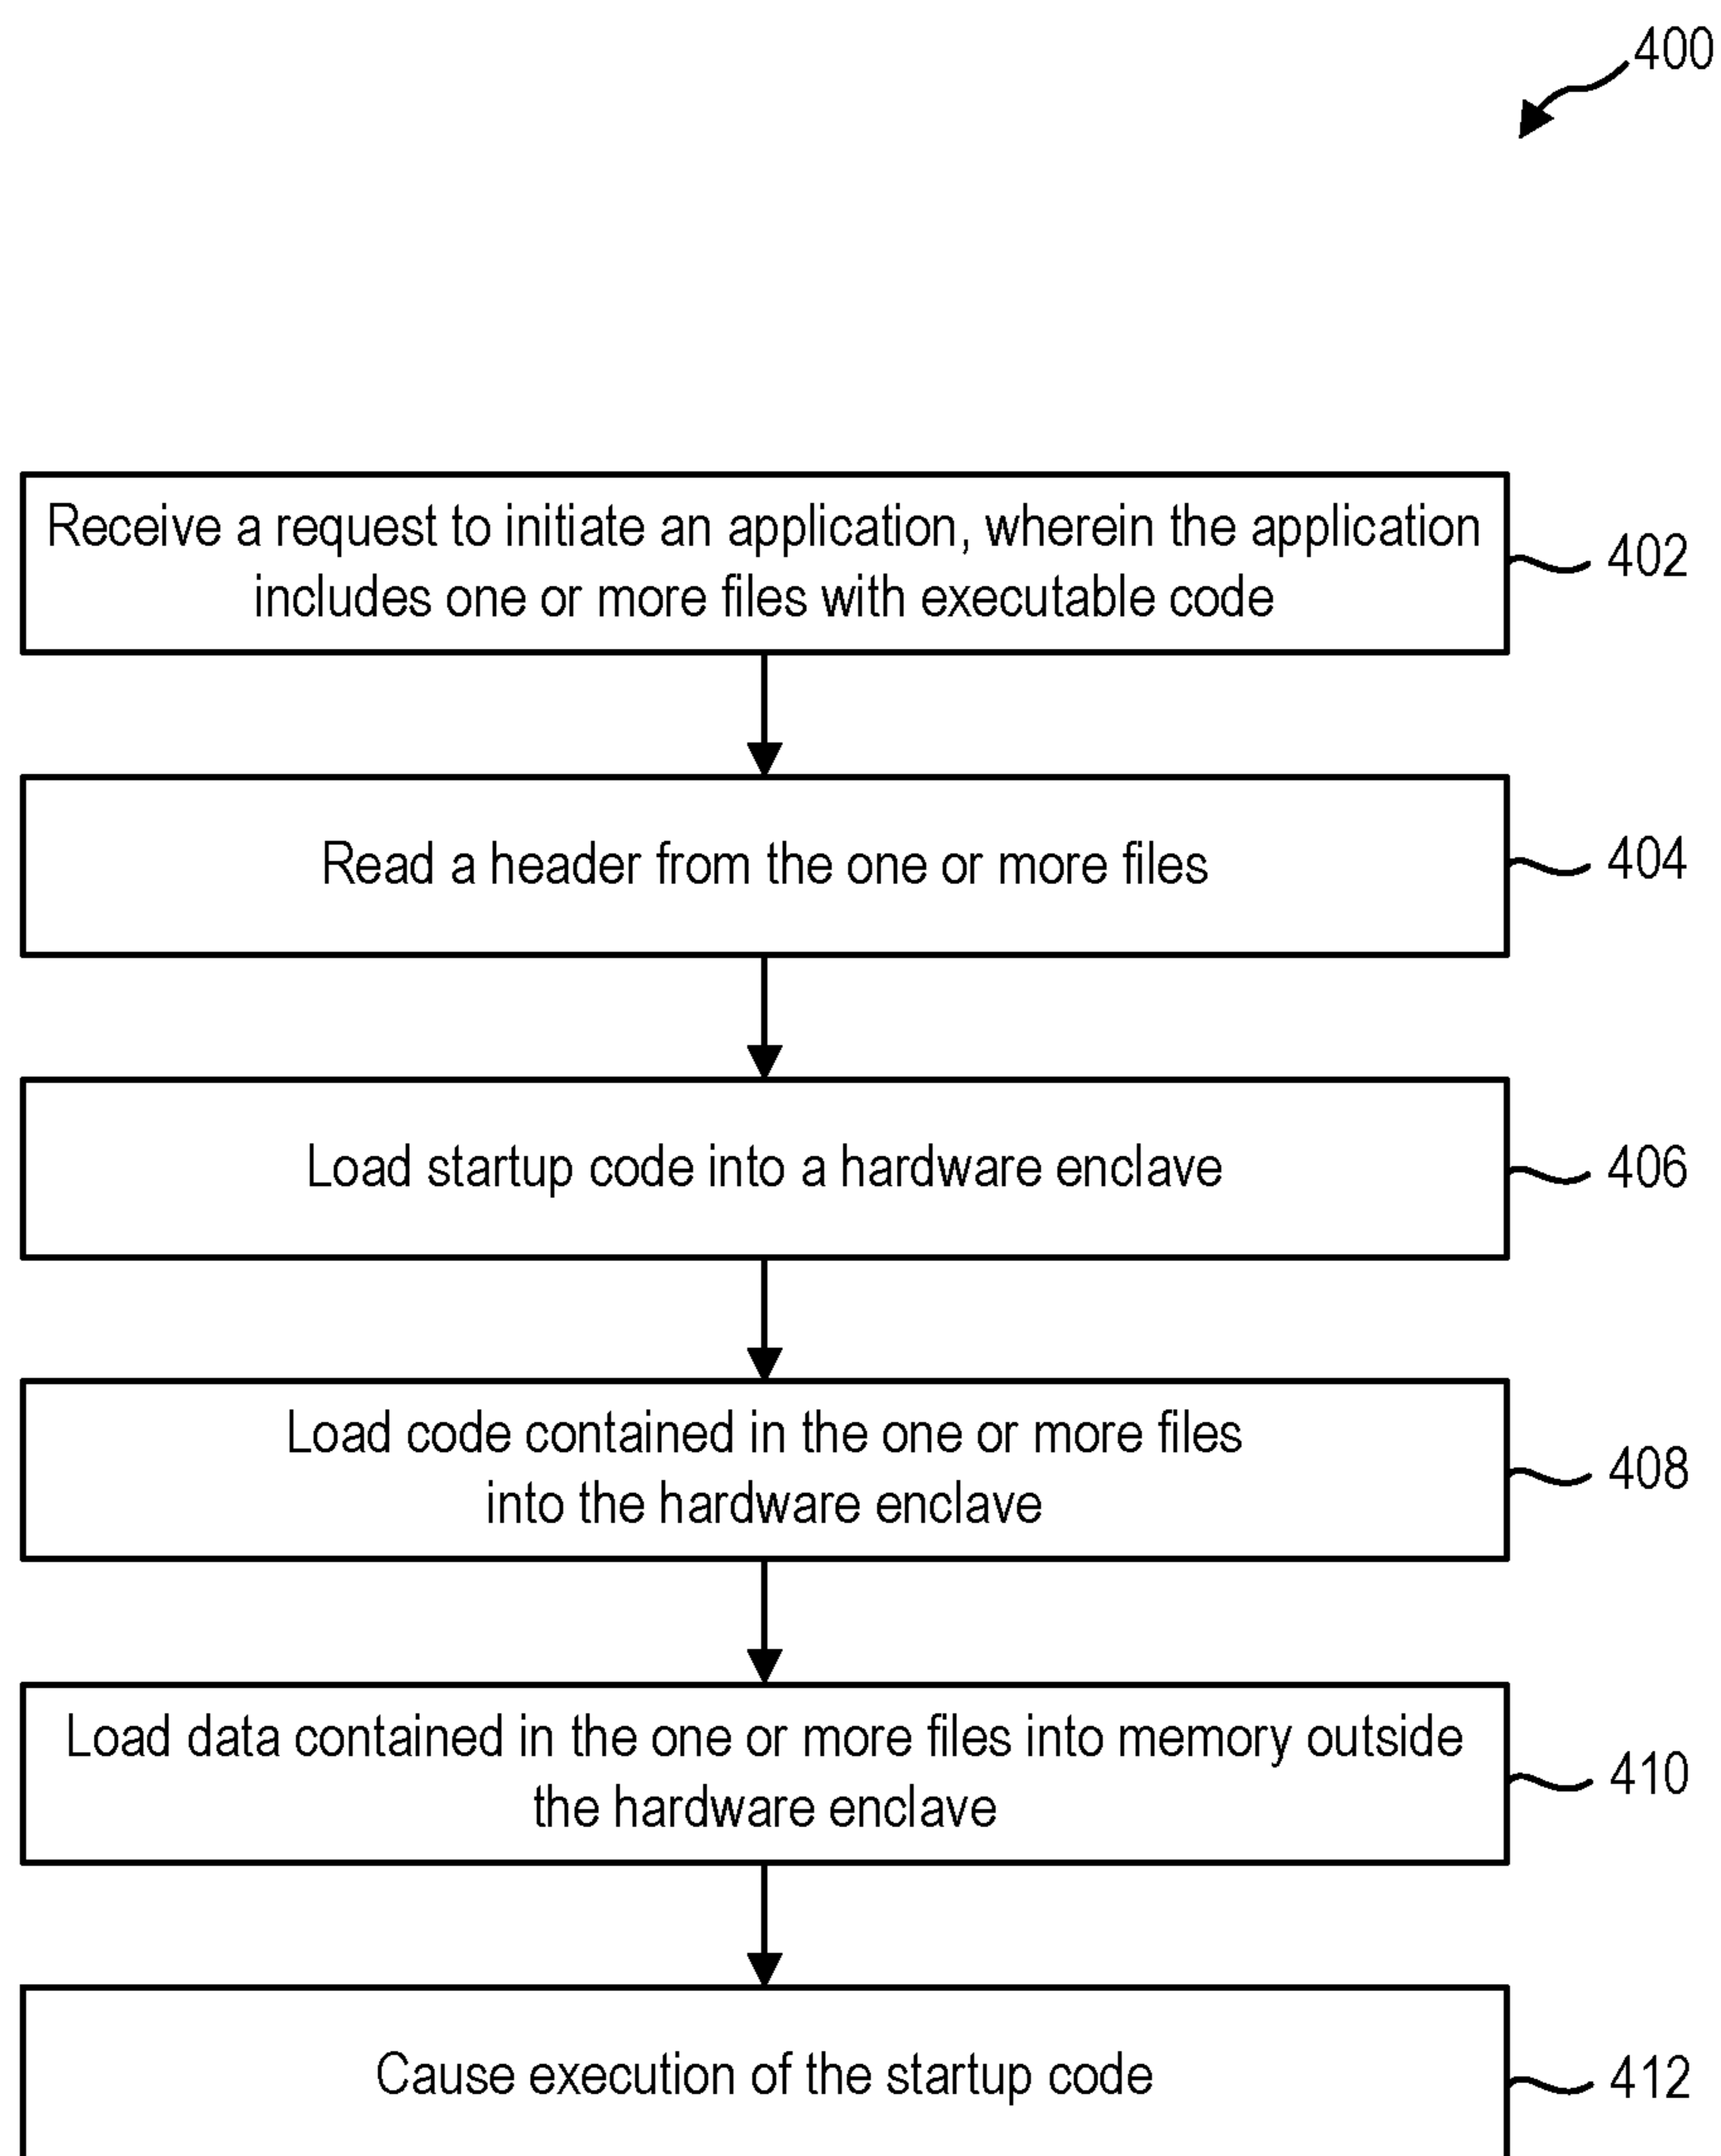 400
Receive a request to initiate an application, wherein the application
includes one or more files with executable code
402
Read a header from the one or more files
404
Load startup code into a hardware enclave
406
Load code contained in the one or more files
into the hardware enclave
408
Load data contained in the one or more files into memory outside
the hardware enclave
410
Cause execution of the startup code
412